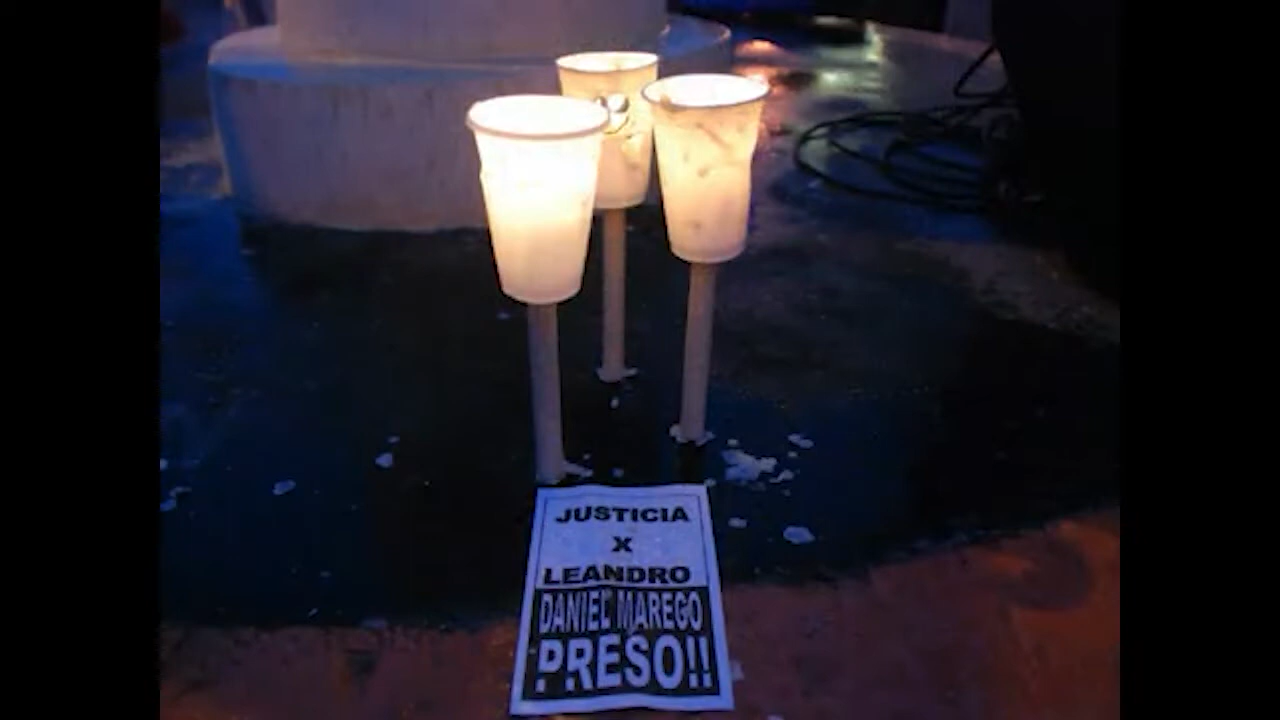 JUSTICIA
X
LEANDRO
DANIEL MAREGO
PRESO!!